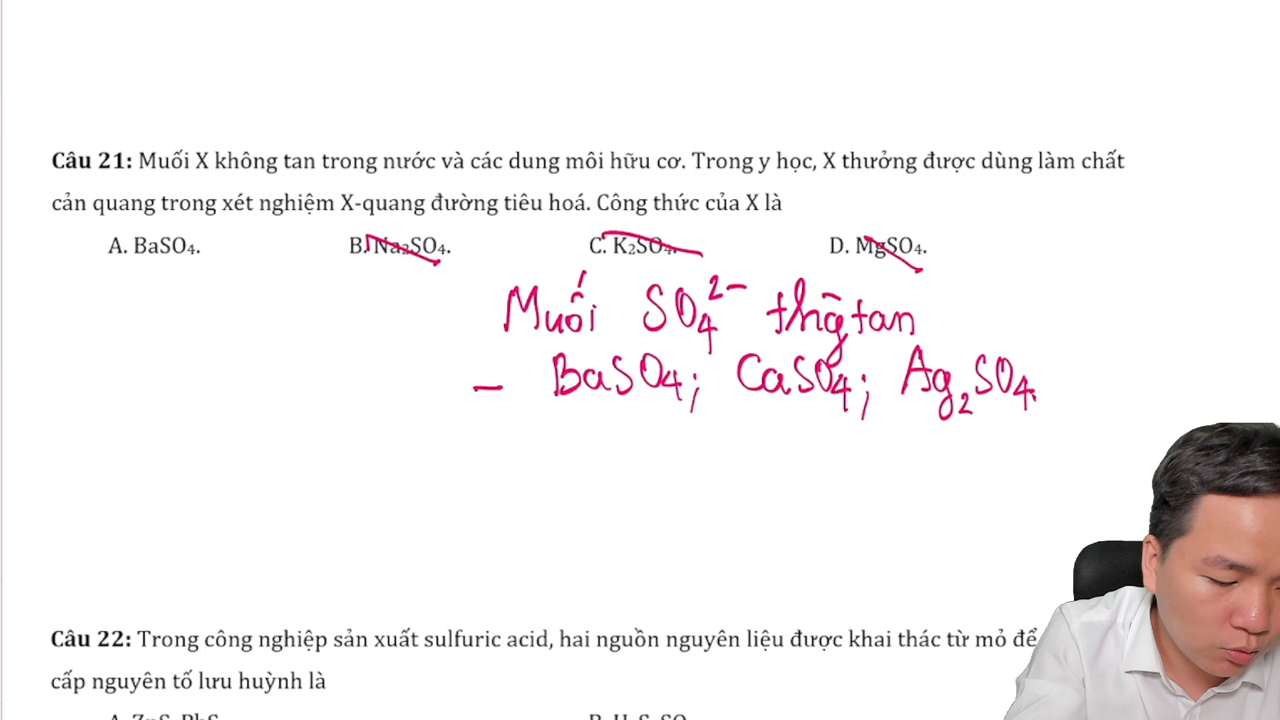 Câu 21: Muối X không tan trong nước và các dung môi hữu cơ. Trong y học, X thưởng được dùng làm chất
cản quang trong xét nghiệm X-quang đường tiêu hoá. Công thức của X là
A. BaSO₄. B. Na₂SO₄. C. K₂SO₄. D. MgSO₄.
Muối SO₄²⁻ thg̀ tan
– BaSO₄; CaSO₄; Ag₂SO₄.
Câu 22: Trong công nghiệp sản xuất sulfuric acid, hai nguồn nguyên liệu được khai thác từ mỏ để
cấp nguyên tố lưu huỳnh là